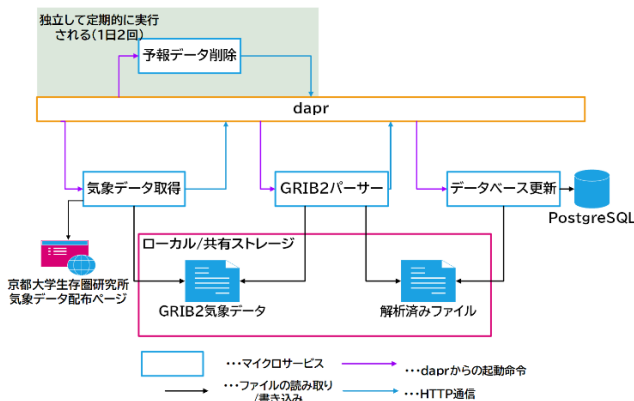 独立して定期的に実行
される(1日2回)
予報データ削除
dapr
気象データ取得
GRIB2パーサー
データベース更新
PostgreSQL
ローカル/共有ストレージ
京都大学生存圏研究所
気象データ配布ページ
GRIB2気象データ
解析済みファイル
・・・マイクロサービス
・・・daprからの起動命令
・・・ファイルの読み取り
/書き込み
・・・HTTP通信